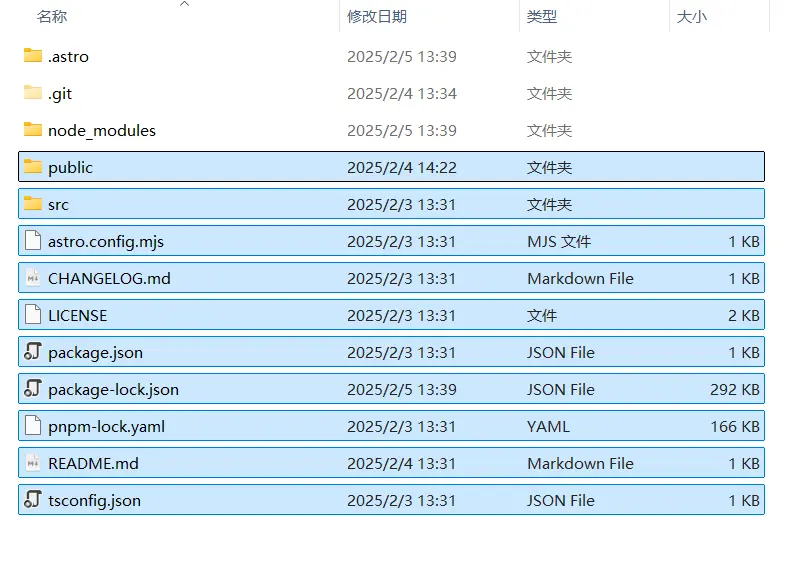 名称 修改日期 类型 大小
.astro 2025/2/5 13:39 文件夹
.git 2025/2/4 13:34 文件夹
node_modules 2025/2/5 13:39 文件夹
public 2025/2/4 14:22 文件夹
src 2025/2/3 13:31 文件夹
astro.config.mjs 2025/2/3 13:31 MJS 文件 1 KB
CHANGELOG.md 2025/2/3 13:31 Markdown File 1 KB
LICENSE 2025/2/3 13:31 文件 2 KB
package.json 2025/2/3 13:31 JSON File 1 KB
package-lock.json 2025/2/5 13:39 JSON File 292 KB
pnpm-lock.yaml 2025/2/3 13:31 YAML 166 KB
README.md 2025/2/4 13:31 Markdown File 1 KB
tsconfig.json 2025/2/3 13:31 JSON File 1 KB